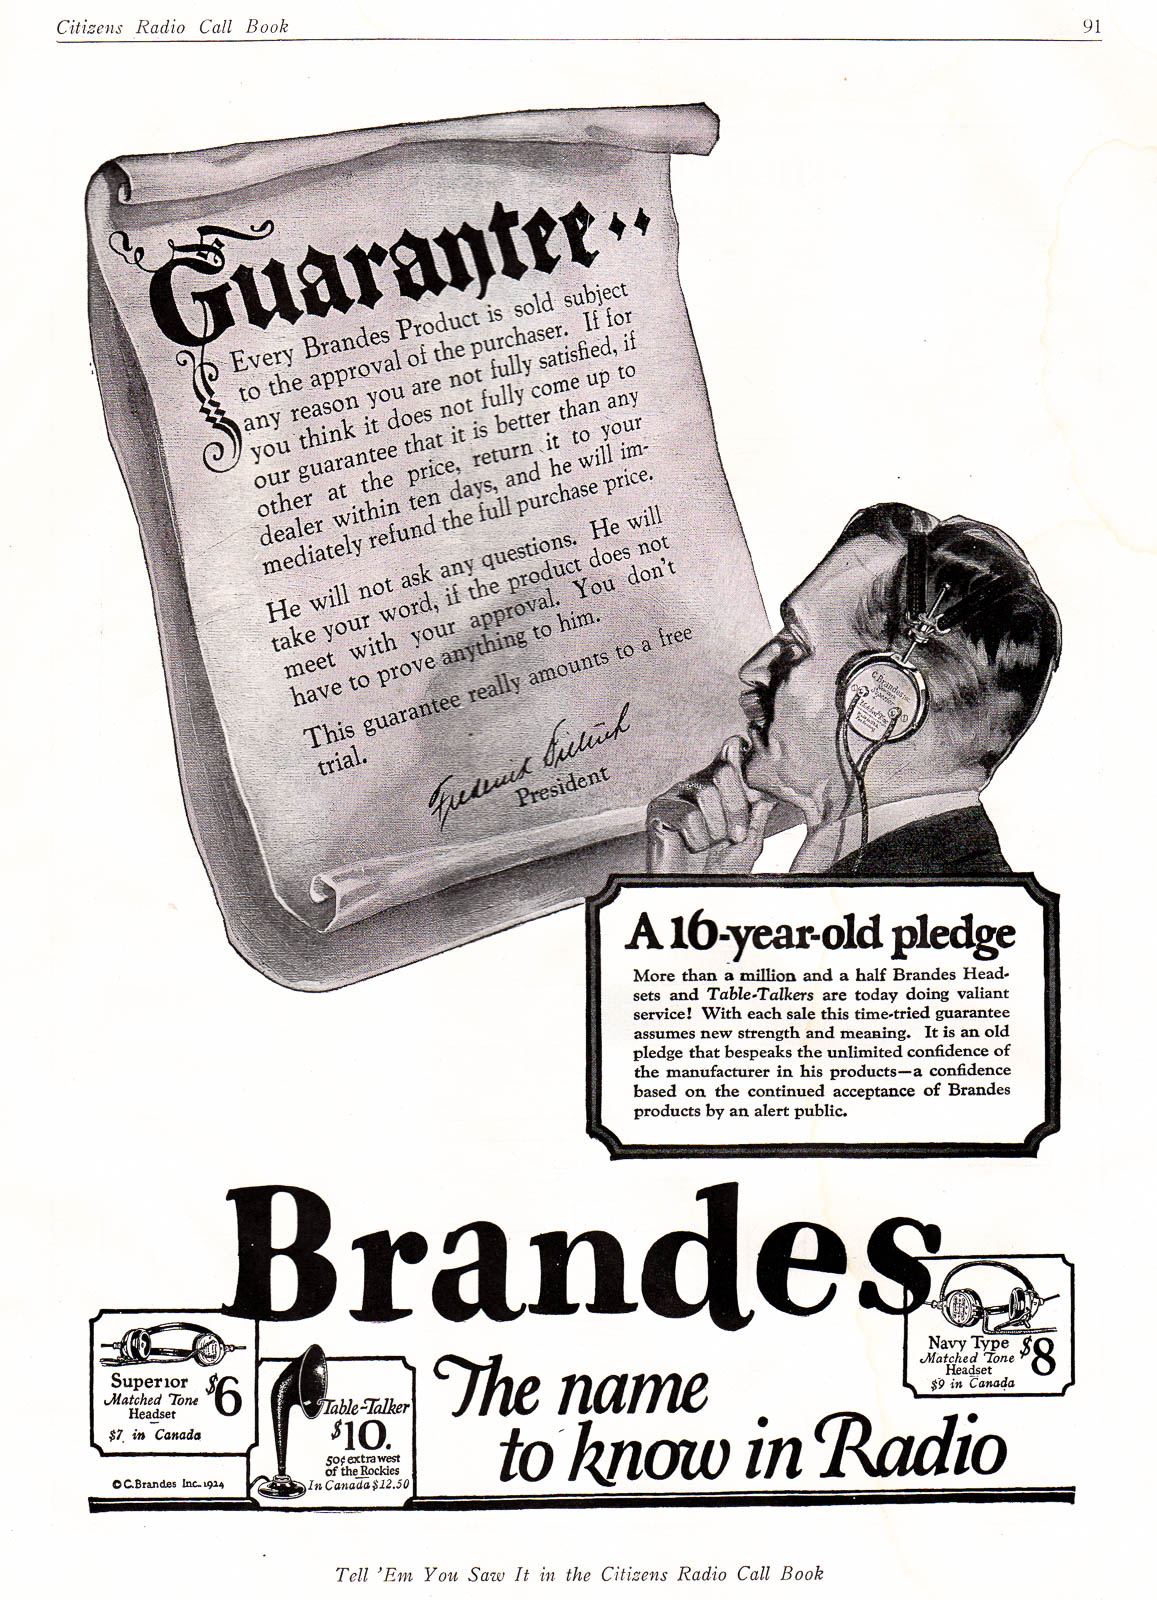 Citizens Radio Call Book 91
Guarantee
Every Brandes Product is sold subject
to the approval of the purchaser. If for
any reason you are not fully satisfied, if
you think it does not fully come up to
our guarantee that it is better than any
other at the price, return it to your
dealer within ten days, and he will im-
mediately refund the full purchase price.
He will not ask any questions. He will
take your word, if the product does not
meet with your approval. You don't
have to prove anything to him.
This guarantee really amounts to a free
trial.
Frederick Dietrich
President
C. Brandes
Superior
A 16-year-old pledge
More than a million and a half Brandes Head-
sets and Table-Talkers are today doing valiant
service! With each sale this time-tried guarantee
assumes new strength and meaning. It is an old
pledge that bespeaks the unlimited confidence of
the manufacturer in his products—a confidence
based on the continued acceptance of Brandes
products by an alert public.
Brandes
The name
to know in Radio
Superior
Matched Tone
Headset
$6
$7 in Canada
© C. Brandes Inc. 1924
Table-Talker
$10.
50¢ extra west
of the Rockies
In Canada $12.50
Navy Type
Matched Tone
Headset
$8
$9 in Canada
Tell 'Em You Saw It in the Citizens Radio Call Book